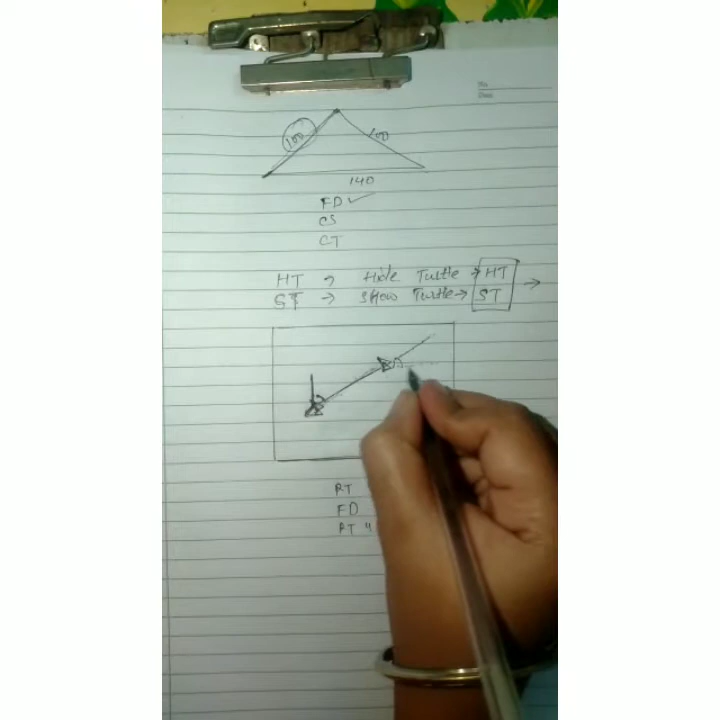 100 100
140
FD ✓
CS
CT
HT → Hide Turtle → HT →
ST → Show Turtle → ST
RT
FD
RT 4